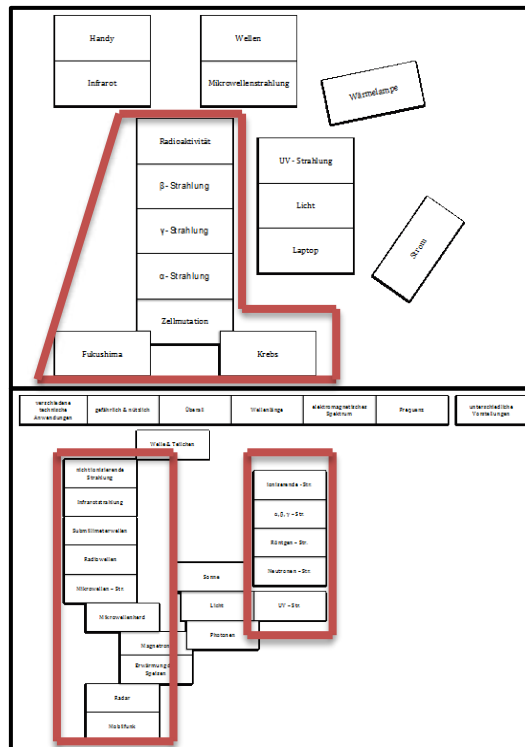 Handy
Wellen
Infrarot
Mikrowellenstrahlung
Wärmelampe
Radioaktivität
β- Strahlung
γ- Strahlung
α- Strahlung
Zellmutation
UV - Strahlung
Licht
Laptop
Strom
Fukushima
Krebs
verschiedene
technische
Anwendungen
gefährlich & nützlich
Überall
Wellenlänge
elektromagnetisches
Spektrum
Frequenz
unterschiedliche
Vorstellungen
Welle & Teilchen
nicht ionisierende
Strahlung
Infrarotstrahlung
Submillimeterwellen
Radiowellen
Mikrowellen – Str.
Mikrowellenherd
Magnetron
Erwärmung
Speisen
Radar
Mobilfunk
Sonne
Licht
Photonen
Ionisierende -Str.
α, β, γ – Str.
Röntgen – Str.
Neutronen – Str.
UV – Str.